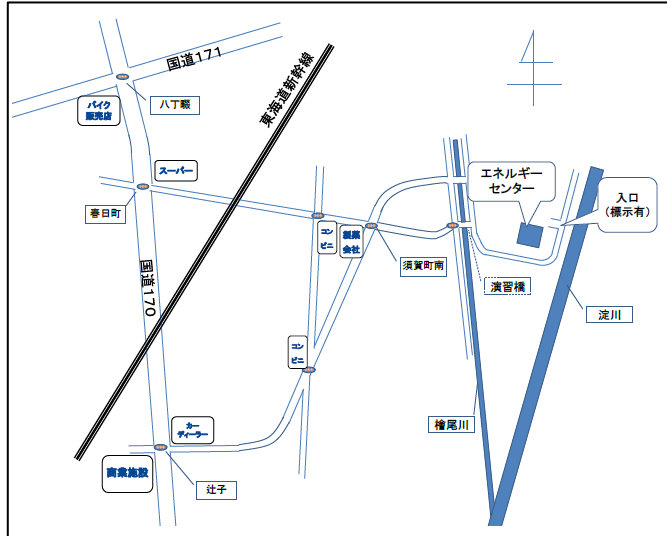 国道171
東海道新幹線
八丁畷
バイク
販売店
スーパー
春日町
エネルギー
センター
入口
(標示有)
コン
ビニ
製薬
会社
須賀町南
演習橋
淀川
国道170
コン
ビニ
檜尾川
カー
ディーラー
商業施設
辻子